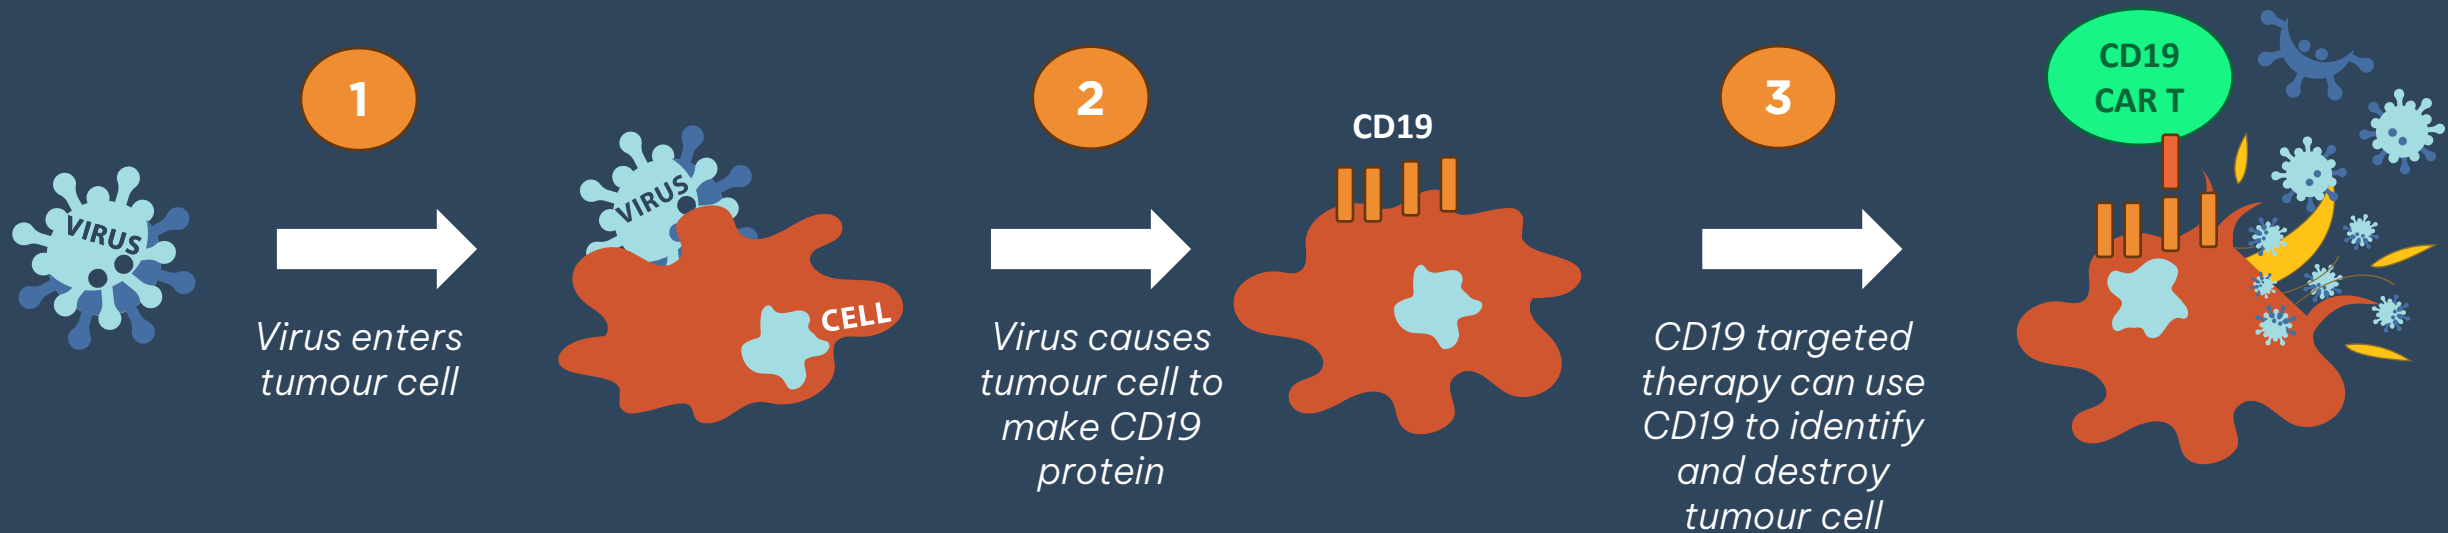 VIRUS
1
Virus enters
tumour cell
VIRUS
CELL
2
Virus causes
tumour cell to
make CD19
protein
CD19
3
CD19 targeted
therapy can use
CD19 to identify
and destroy
tumour cell
CD19
CAR T